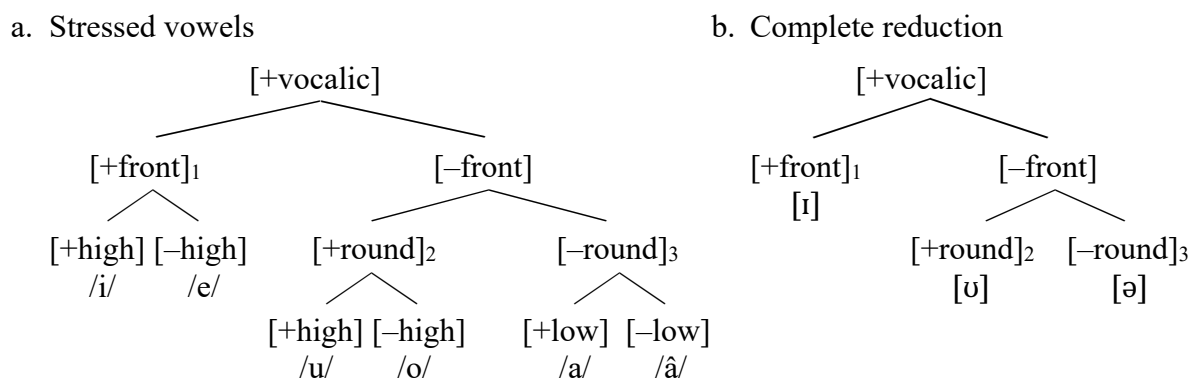 a. Stressed vowels b. Complete reduction
[+vocalic] [+vocalic]
[+front]1 [–front] [+front]1 [–front]
[ɪ]
[+high] [–high] [+round]2 [–round]3 [+round]2 [–round]3
/i/ /e/ [ʊ] [ə]
[+high] [–high] [+low] [–low]
/u/ /o/ /a/ /â/